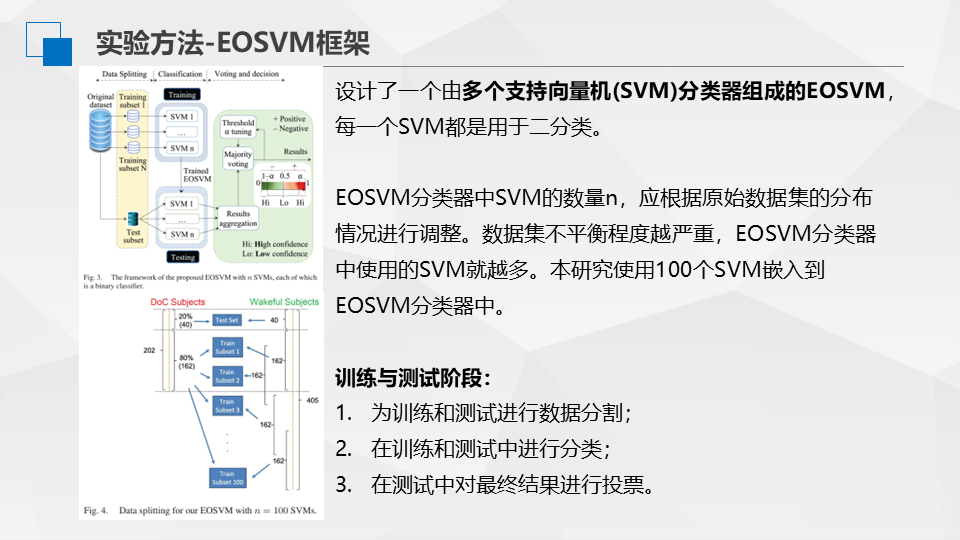 实验方法-EOSVM框架
Data Splitting
Classification
Voting and decision
Original
dataset
Training
subset 1
Training
SVM 1
...
SVM n
Training
subset N
Trained
EOSVM
Threshold
α tuning
Majority
voting
+ Positive
– Negative
Results
– +
1-α 0.5 α
0 1
Hi Lo Hi
Test
subset
SVM 1
...
SVM n
Testing
Results
aggregation
Hi: High confidence
Lo: Low confidence
Fig. 3. The framework of the proposed EOSVM with n SVMs, each of which
is a binary classifier.
DoC Subjects
Wakeful Subjects
20%
(40)
Test Set
40
202
80%
(162)
Train
Subset 1
162
Train
Subset 2
162
405
Train
Subset 3
162
162
Train
Subset 100
Fig. 4. Data splitting for our EOSVM with n = 100 SVMs.
设计了一个由多个支持向量机(SVM)分类器组成的EOSVM，
每一个SVM都是用于二分类。
EOSVM分类器中SVM的数量n，应根据原始数据集的分布
情况进行调整。数据集不平衡程度越严重，EOSVM分类器
中使用的SVM就越多。本研究使用100个SVM嵌入到
EOSVM分类器中。
训练与测试阶段：
1. 为训练和测试进行数据分割；
2. 在训练和测试中进行分类；
3. 在测试中对最终结果进行投票。